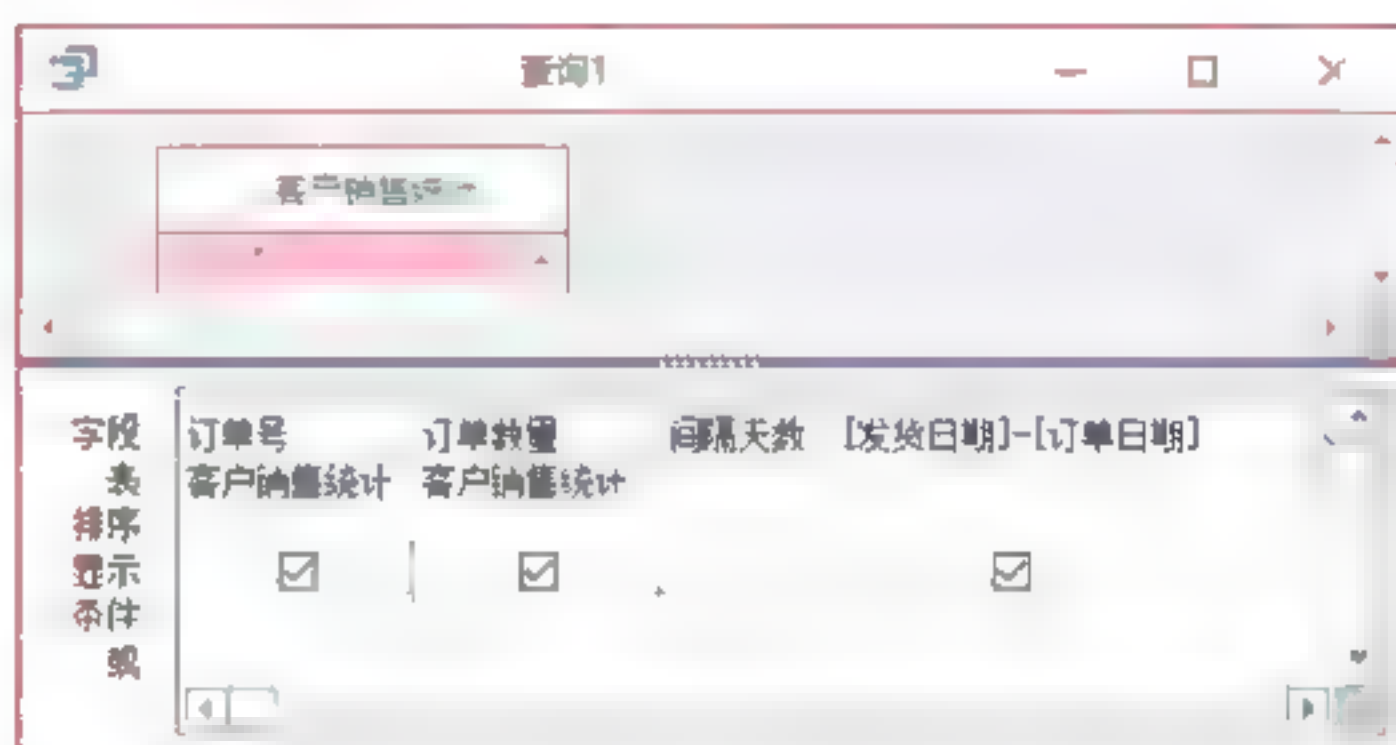 查询1
客户销售统计
字段 订单号 订单数量 间隔天数 [发货日期]-[订单日期]
表 客户销售统计 客户销售统计
排序
显示
条件
或